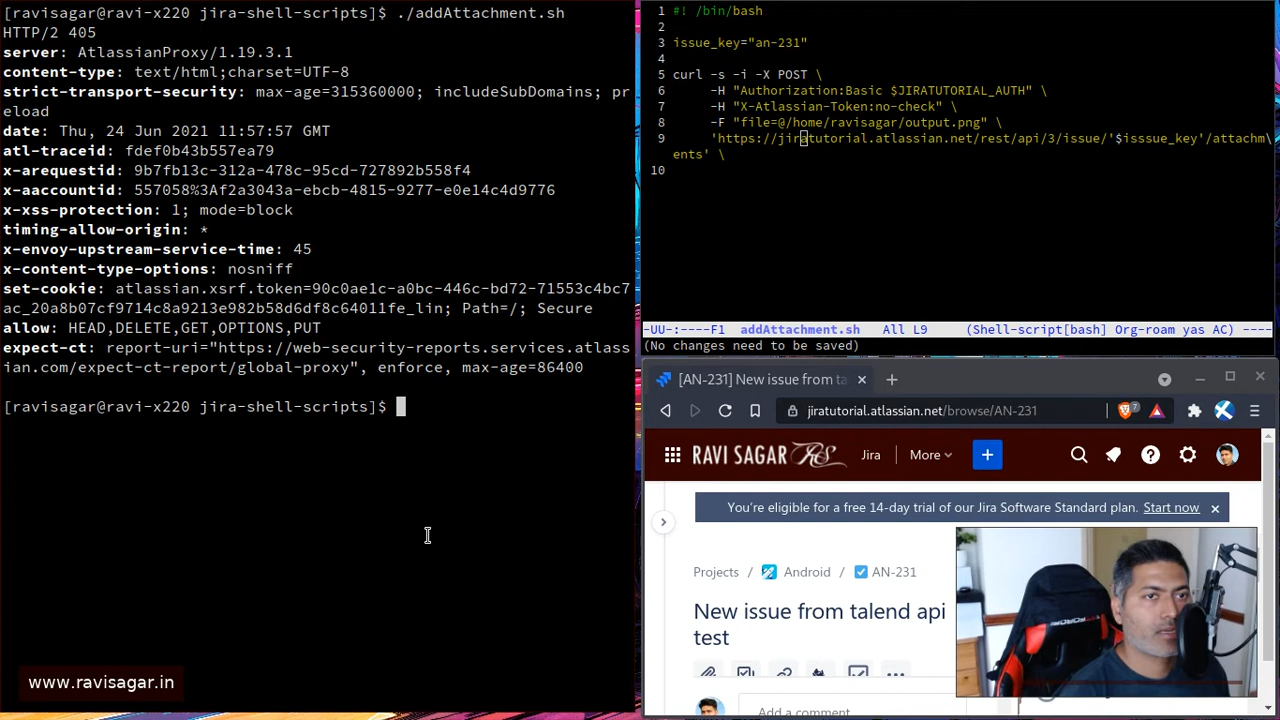 [ravisagar@ravi-x220 jira-shell-scripts]$ ./addAttachment.sh
HTTP/2 405
server: AtlassianProxy/1.19.3.1
content-type: text/html;charset=UTF-8
strict-transport-security: max-age=315360000; includeSubDomains; pr
eload
date: Thu, 24 Jun 2021 11:57:57 GMT
atl-traceid: fdef0b43b557ea79
x-arequestid: 9b7fb13c-312a-478c-95cd-727892b558f4
x-aaccountid: 557058%3Af2a3043a-ebcb-4815-9277-e0e14c4d9776
x-xss-protection: 1; mode=block
timing-allow-origin: *
x-envoy-upstream-service-time: 45
x-content-type-options: nosniff
set-cookie: atlassian.xsrf.token=90c0ae1c-a0bc-446c-bd72-71553c4bc7
ac_20a8b07cf9714c8a9213e982b58d6df8c64011fe_lin; Path=/; Secure
allow: HEAD,DELETE,GET,OPTIONS,PUT
expect-ct: report-uri="https://web-security-reports.services.atlass
ian.com/expect-ct-report/global-proxy", enforce, max-age=86400
[ravisagar@ravi-x220 jira-shell-scripts]$
www.ravisagar.in
1 #! /bin/bash
2
3 issue_key="an-231"
4
5 curl -s -i -X POST \
6 -H "Authorization:Basic $JIRATUTORIAL_AUTH" \
7 -H "X-Atlassian-Token:no-check" \
8 -F "file=@/home/ravisagar/output.png" \
9 'https://jiratutorial.atlassian.net/rest/api/3/issue/'$isssue_key'/attachm\
ents' \
10
-UU-:----F1 addAttachment.sh All L9 (Shell-script[bash] Org-roam yas AC) ----
(No changes need to be saved)
[AN-231] New issue from ta
jiratutorial.atlassian.net/browse/AN-231
7
RAVI SAGAR RS Jira More
You're eligible for a free 14-day trial of our Jira Software Standard plan. Start now
Projects / Android / AN-231
New issue from talend api
test
Add a comment